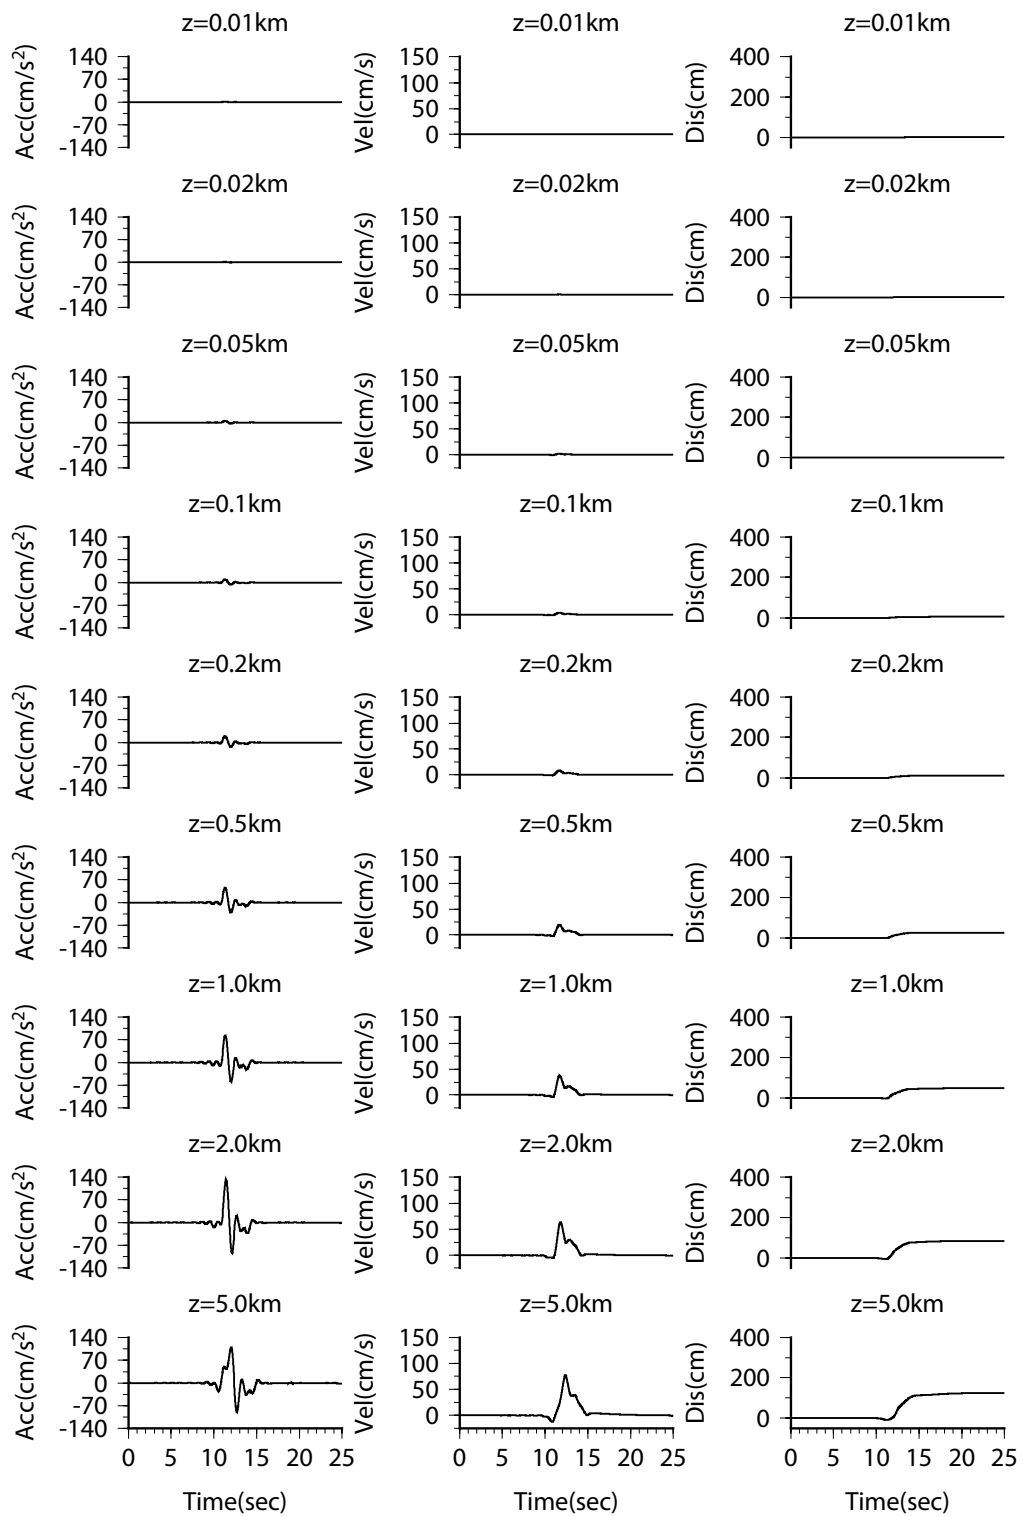 z=0.01km z=0.01km z=0.01km
Acc(cm/s²) 140 70 0 -70 -140 Vel(cm/s) 150 100 50 0 Dis(cm) 400 200 0
z=0.02km z=0.02km z=0.02km
Acc(cm/s²) 140 70 0 -70 -140 Vel(cm/s) 150 100 50 0 Dis(cm) 400 200 0
z=0.05km z=0.05km z=0.05km
Acc(cm/s²) 140 70 0 -70 -140 Vel(cm/s) 150 100 50 0 Dis(cm) 400 200 0
z=0.1km z=0.1km z=0.1km
Acc(cm/s²) 140 70 0 -70 -140 Vel(cm/s) 150 100 50 0 Dis(cm) 400 200 0
z=0.2km z=0.2km z=0.2km
Acc(cm/s²) 140 70 0 -70 -140 Vel(cm/s) 150 100 50 0 Dis(cm) 400 200 0
z=0.5km z=0.5km z=0.5km
Acc(cm/s²) 140 70 0 -70 -140 Vel(cm/s) 150 100 50 0 Dis(cm) 400 200 0
z=1.0km z=1.0km z=1.0km
Acc(cm/s²) 140 70 0 -70 -140 Vel(cm/s) 150 100 50 0 Dis(cm) 400 200 0
z=2.0km z=2.0km z=2.0km
Acc(cm/s²) 140 70 0 -70 -140 Vel(cm/s) 150 100 50 0 Dis(cm) 400 200 0
z=5.0km z=5.0km z=5.0km
Acc(cm/s²) 140 70 0 -70 -140 Vel(cm/s) 150 100 50 0 Dis(cm) 400 200 0
0 5 10 15 20 25 0 5 10 15 20 25 0 5 10 15 20 25
Time(sec) Time(sec) Time(sec)